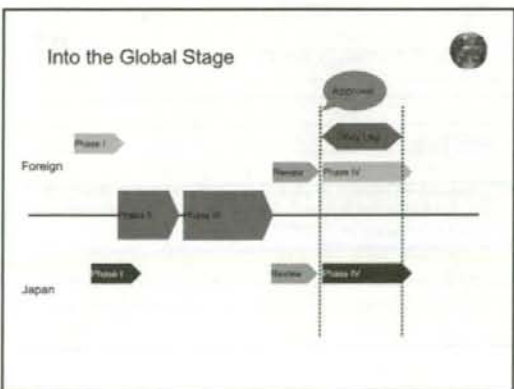 Into the Global Stage
Approval
Phase I
Foreign
Review
Phase IV
Phase II
Phase III
Phase I
Review
Phase IV
Japan